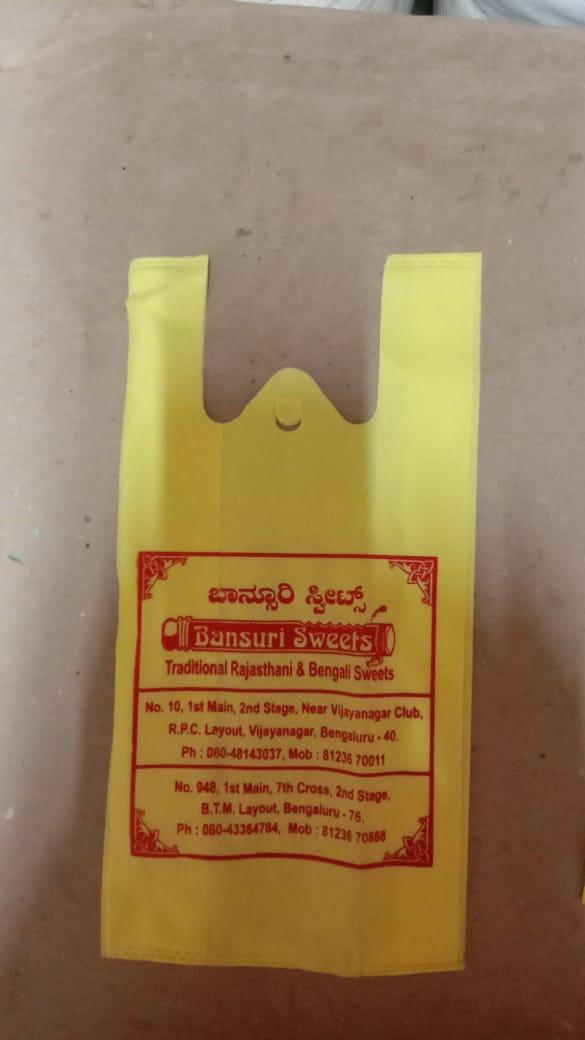 ಬಾನ್ಸೂರಿ ಸ್ವೀಟ್ಸ್
Bansuri Sweets
Traditional Rajasthani & Bengali Sweets
No. 10, 1st Main, 2nd Stage, Near Vijayanagar Club,
R.P.C. Layout, Vijayanagar, Bengaluru - 40.
Ph : 080-48143037, Mob : 81236 70011
No. 948, 1st Main, 7th Cross, 2nd Stage,
B.T.M. Layout, Bengaluru - 76.
Ph : 080-43364784, Mob : 81236 70888